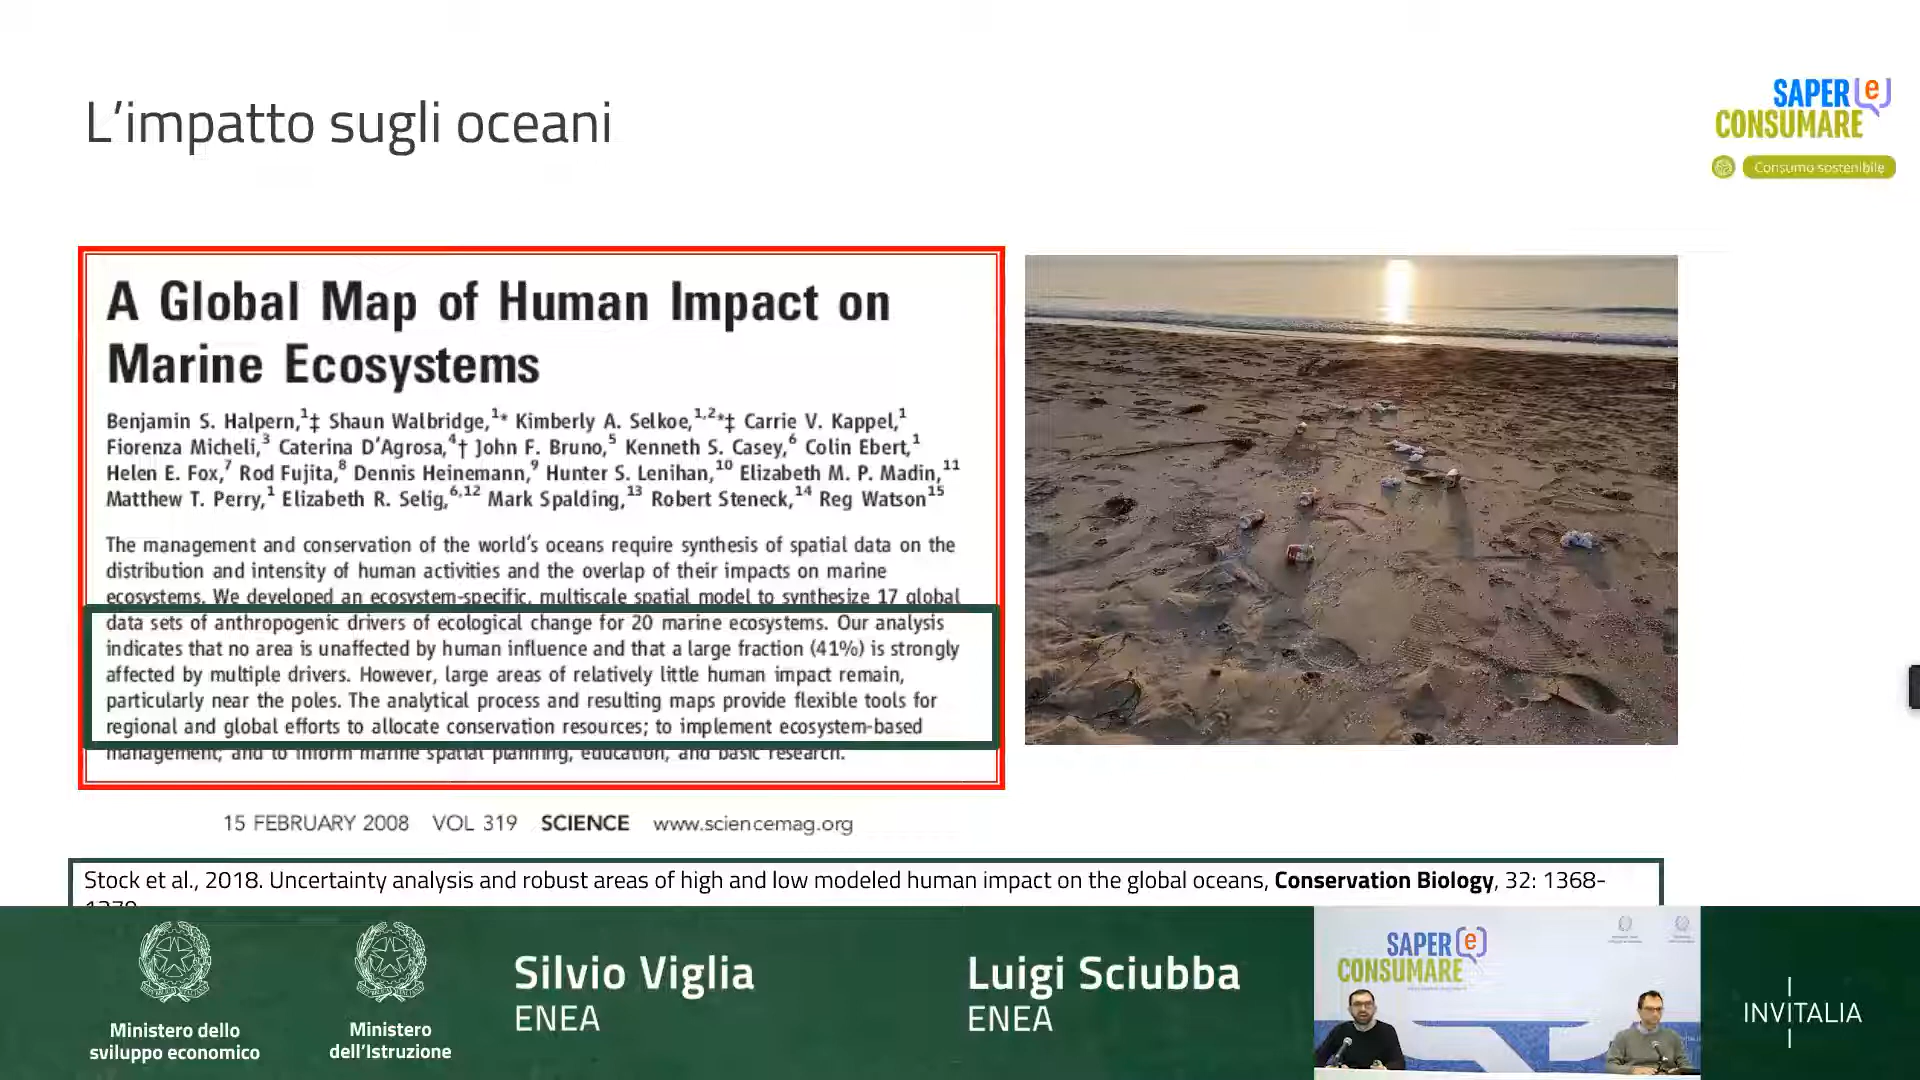 L'impatto sugli oceani
SAPER(e)
CONSUMARE
Consumo sostenibile
A Global Map of Human Impact on
Marine Ecosystems
Benjamin S. Halpern,1‡ Shaun Walbridge,1* Kimberly A. Selkoe,1,2*‡ Carrie V. Kappel,1
Fiorenza Micheli,3 Caterina D'Agrosa,4† John F. Bruno,5 Kenneth S. Casey,6 Colin Ebert,1
Helen E. Fox,7 Rod Fujita,8 Dennis Heinemann,9 Hunter S. Lenihan,10 Elizabeth M. P. Madin,11
Matthew T. Perry,1 Elizabeth R. Selig,6,12 Mark Spalding,13 Robert Steneck,14 Reg Watson15
The management and conservation of the world's oceans require synthesis of spatial data on the
distribution and intensity of human activities and the overlap of their impacts on marine
ecosystems. We developed an ecosystem-specific, multiscale spatial model to synthesize 17 global
data sets of anthropogenic drivers of ecological change for 20 marine ecosystems. Our analysis
indicates that no area is unaffected by human influence and that a large fraction (41%) is strongly
affected by multiple drivers. However, large areas of relatively little human impact remain,
particularly near the poles. The analytical process and resulting maps provide flexible tools for
regional and global efforts to allocate conservation resources; to implement ecosystem-based
management; and to inform marine spatial planning, education, and basic research.
15 FEBRUARY 2008 VOL 319 SCIENCE www.sciencemag.org
Stock et al., 2018. Uncertainty analysis and robust areas of high and low modeled human impact on the global oceans, Conservation Biology, 32: 1368-
Ministero dello
sviluppo economico
Ministero
dell'Istruzione
Silvio Viglia
ENEA
Luigi Sciubba
ENEA
SAPER(e)
CONSUMARE
INVITALIA